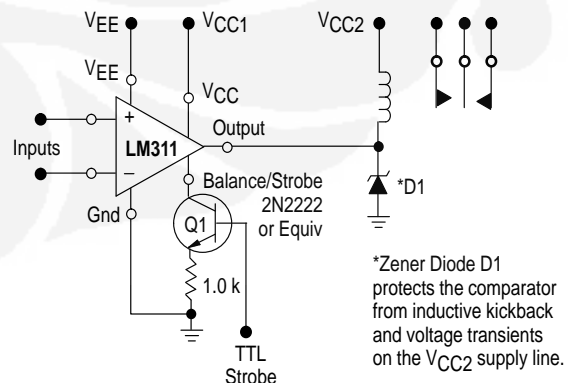 VEE
VCC1
VCC2
VEE
VCC
+
Inputs
LM311
Output
–
Gnd
Balance/Strobe
2N2222
or Equiv
Q1
*D1
1.0 k
TTL
Strobe
*Zener Diode D1
protects the comparator
from inductive kickback
and voltage transients
on the VCC2 supply line.